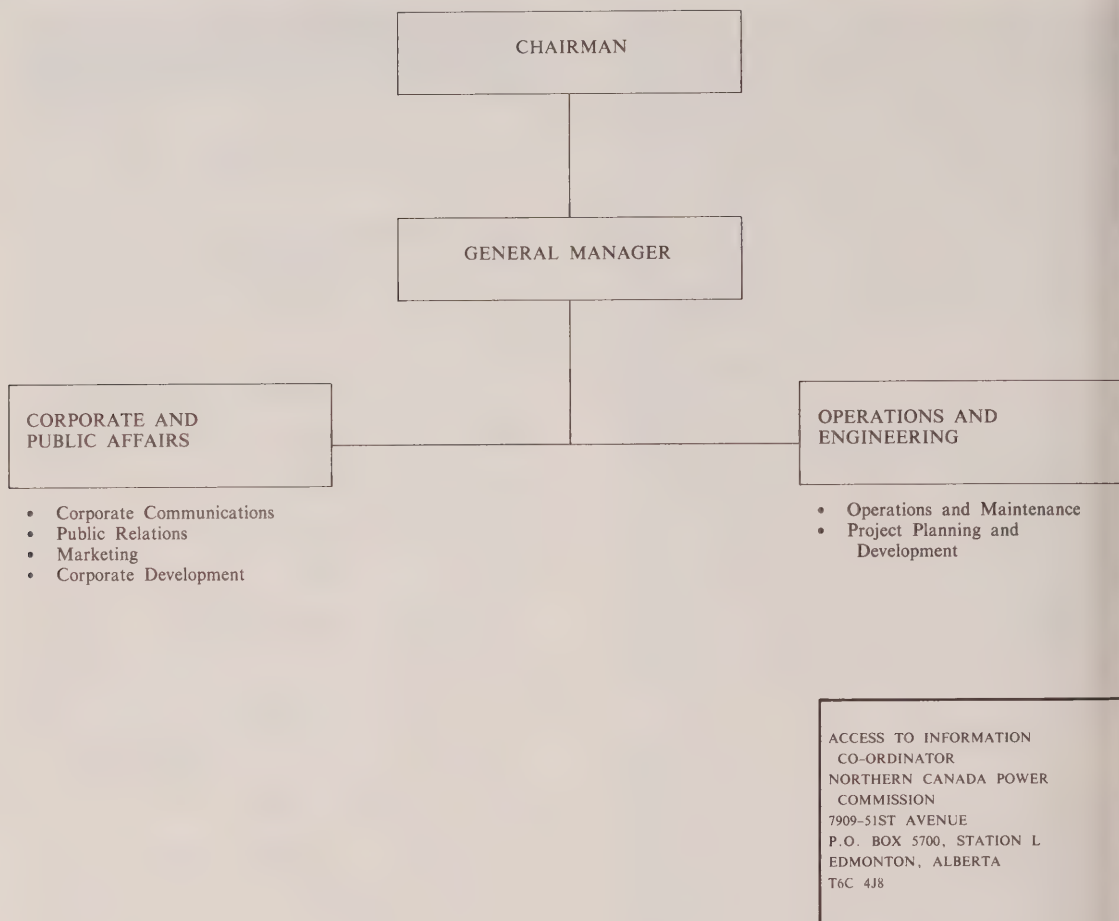 CHAIRMAN
GENERAL MANAGER
CORPORATE AND
PUBLIC AFFAIRS
• Corporate Communications
• Public Relations
• Marketing
• Corporate Development
OPERATIONS AND
ENGINEERING
• Operations and Maintenance
• Project Planning and
Development
ACCESS TO INFORMATION
CO-ORDINATOR
NORTHERN CANADA POWER
COMMISSION
7909-51ST AVENUE
P.O. BOX 5700, STATION L
EDMONTON, ALBERTA
T6C 4J8